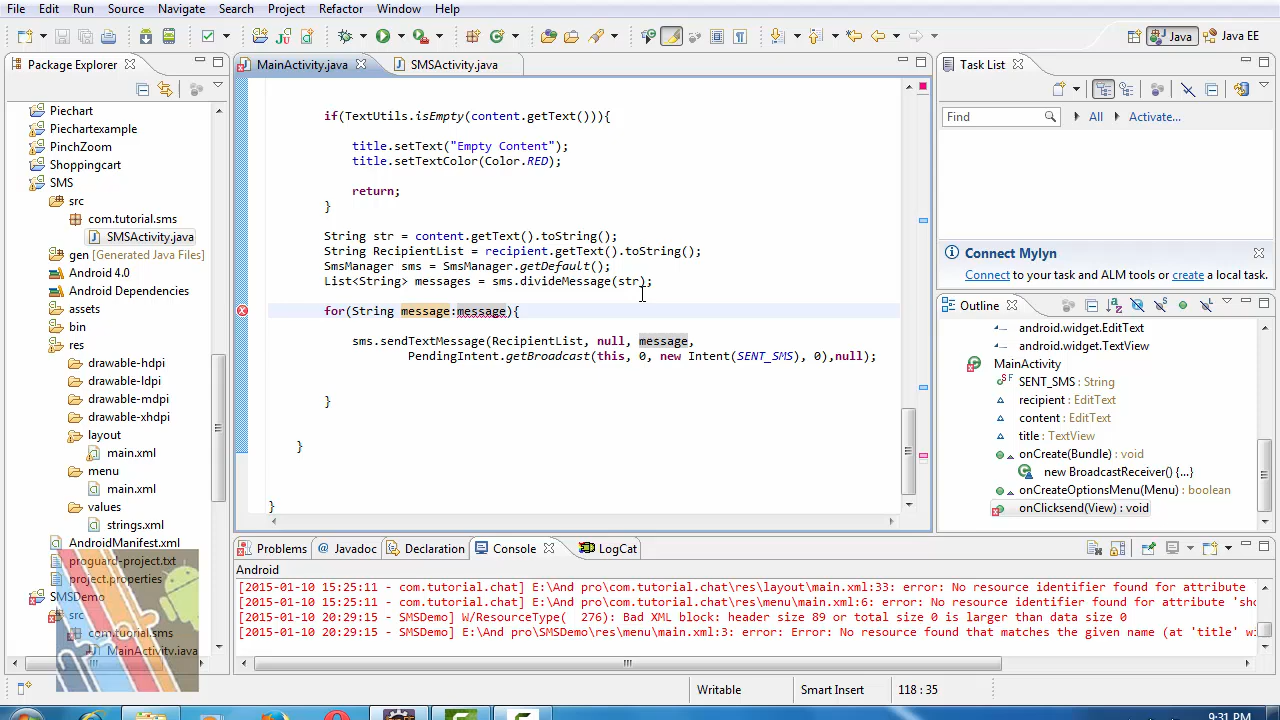 File Edit Run Source Navigate Search Project Refactor Window Help
Java Java EE
Package Explorer
MainActivity.java SMSActivity.java
Task List
Piechart
Piechartexample
PinchZoom
Shoppingcart
SMS
src
com.tutorial.sms
SMSActivity.java
gen [Generated Java Files]
Android 4.0
Android Dependencies
assets
bin
res
drawable-hdpi
drawable-ldpi
drawable-mdpi
drawable-xhdpi
layout
main.xml
menu
main.xml
values
strings.xml
AndroidManifest.xml
proguard-project.txt
project.properties
SMSDemo
src
com.tuorial.sms
MainActivity.java
if(TextUtils.isEmpty(content.getText())){
title.setText("Empty Content");
title.setTextColor(Color.RED);
return;
}
String str = content.getText().toString();
String RecipientList = recipient.getText().toString();
SmsManager sms = SmsManager.getDefault();
List<String> messages = sms.divideMessage(str);
for(String message:message){
sms.sendTextMessage(RecipientList, null, message,
PendingIntent.getBroadcast(this, 0, new Intent(SENT_SMS), 0),null);
}
}
}
Find All Activate...
Connect Mylyn
Connect to your task and ALM tools or create a local task.
Outline
android.widget.EditText
android.widget.TextView
MainActivity
SENT_SMS : String
recipient : EditText
content : EditText
title : TextView
onCreate(Bundle) : void
new BroadcastReceiver() {...}
onCreateOptionsMenu(Menu) : boolean
onClicksend(View) : void
Problems Javadoc Declaration Console LogCat
Android
[2015-01-10 15:25:11 - com.tutorial.chat] E:\And pro\com.tutorial.chat\res\layout\main.xml:33: error: No resource identifier found for attribute
[2015-01-10 15:25:11 - com.tutorial.chat] E:\And pro\com.tutorial.chat\res\menu\main.xml:6: error: No resource identifier found for attribute 'sho
[2015-01-10 20:29:15 - SMSDemo] W/ResourceType( 276): Bad XML block: header size 89 or total size 0 is larger than data size 0
[2015-01-10 20:29:15 - SMSDemo] E:\And pro\SMSDemo\res\menu\main.xml:3: error: Error: No resource found that matches the given name (at 'title' wi
Writable Smart Insert 118 : 35
9:31 PM